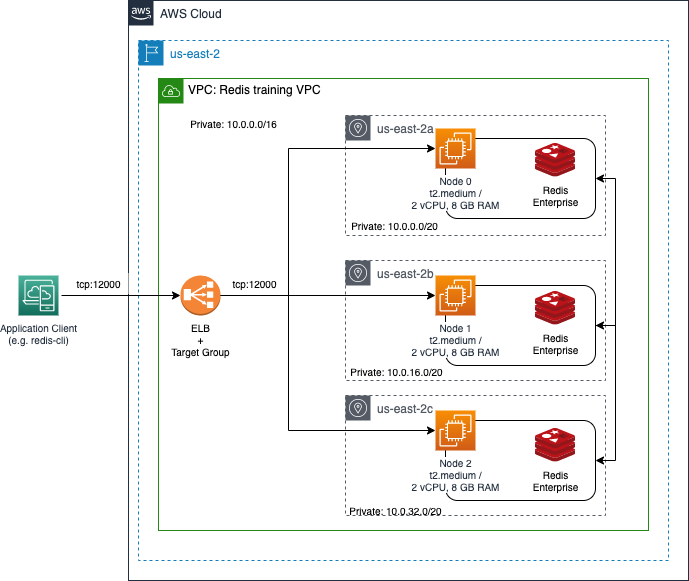 aws
AWS Cloud
us-east-2
VPC: Redis training VPC
Private: 10.0.0.0/16
us-east-2a
Node 0
t2.medium /
2 vCPU, 8 GB RAM
Redis
Enterprise
Private: 10.0.0.0/20
us-east-2b
Node 1
t2.medium /
2 vCPU, 8 GB RAM
Redis
Enterprise
Private: 10.0.16.0/20
us-east-2c
Node 2
t2.medium /
2 vCPU, 8 GB RAM
Redis
Enterprise
Private: 10.0.32.0/20
tcp:12000
tcp:12000
Application Client
(e.g. redis-cli)
ELB
+
Target Group